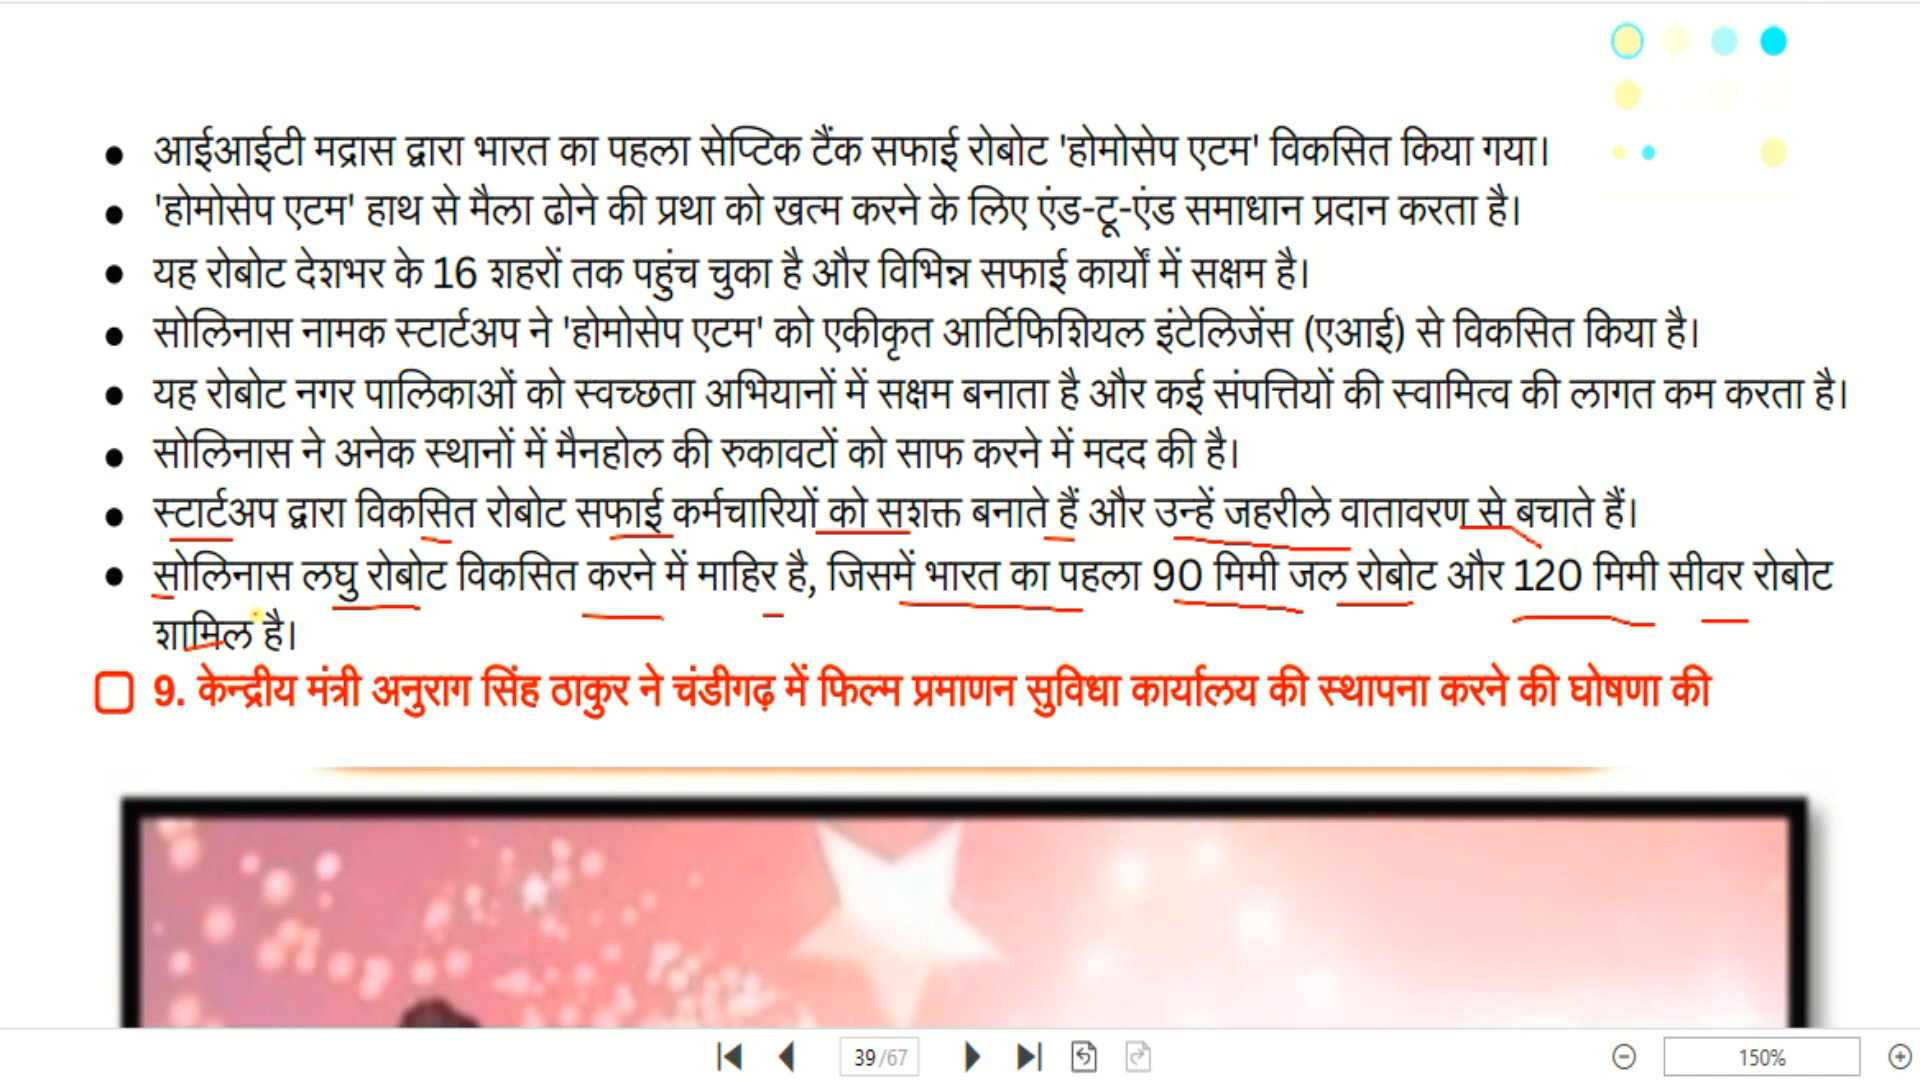 ● आईआईटी मद्रास द्वारा भारत का पहला सेप्टिक टैंक सफाई रोबोट 'होमोसेप एटम' विकसित किया गया।
● 'होमोसेप एटम' हाथ से मैला ढोने की प्रथा को खत्म करने के लिए एंड-टू-एंड समाधान प्रदान करता है।
● यह रोबोट देशभर के 16 शहरों तक पहुंच चुका है और विभिन्न सफाई कार्यों में सक्षम है।
● सोलिनास नामक स्टार्टअप ने 'होमोसेप एटम' को एकीकृत आर्टिफिशियल इंटेलिजेंस (एआई) से विकसित किया है।
● यह रोबोट नगर पालिकाओं को स्वच्छता अभियानों में सक्षम बनाता है और कई संपत्तियों की स्वामित्व की लागत कम करता है।
● सोलिनास ने अनेक स्थानों में मैनहोल की रुकावटों को साफ करने में मदद की है।
● स्टार्टअप द्वारा विकसित रोबोट सफाई कर्मचारियों को सशक्त बनाते हैं और उन्हें जहरीले वातावरण से बचाते हैं।
● सोलिनास लघु रोबोट विकसित करने में माहिर है, जिसमें भारत का पहला 90 मिमी जल रोबोट और 120 मिमी सीवर रोबोट
शामिल है।
9. केन्द्रीय मंत्री अनुराग सिंह ठाकुर ने चंडीगढ़ में फिल्म प्रमाणन सुविधा कार्यालय की स्थापना करने की घोषणा की
39/67
150%